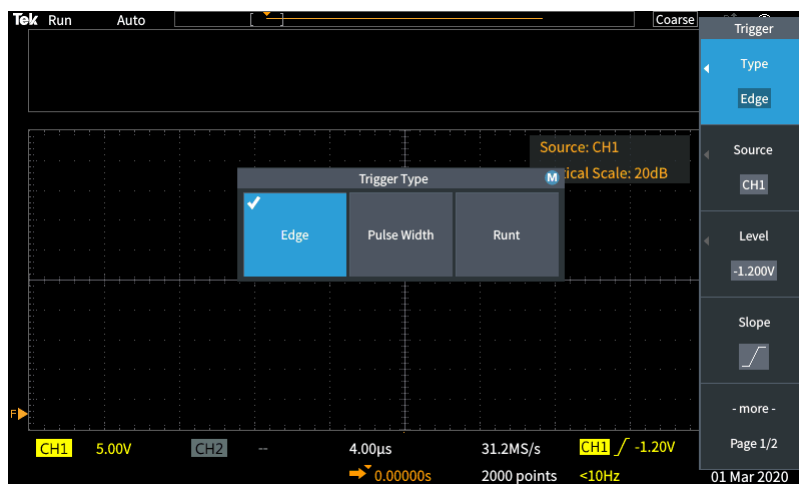 Tek Run Auto [ ] Coarse
Trigger
Type
Edge
Source: CH1
Source
CH1
ical Scale: 20dB
Trigger Type M
Edge Pulse Width Runt
Level
-1.200V
Slope
- more -
F
Page 1/2
CH1 5.00V CH2 -- 4.00µs 31.2MS/s CH1 -1.20V
0.00000s 2000 points <10Hz 01 Mar 2020